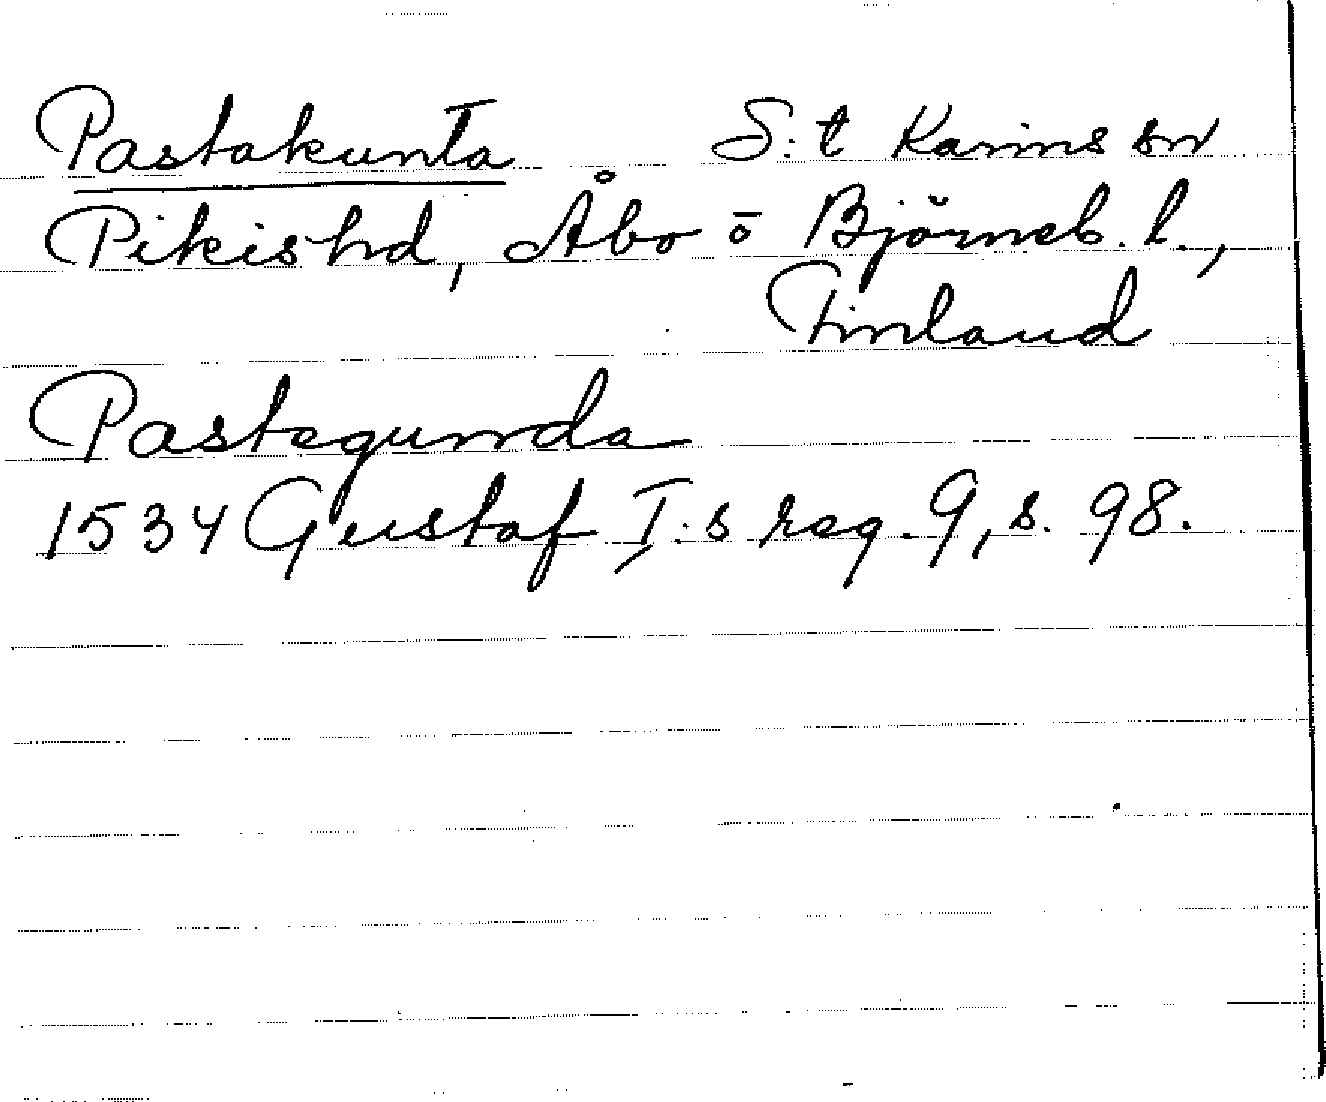 Pastakunta S:t Karins sn
Pikis hd, Åbo o Björneb. l.,
Finland
Pastegunda
1534 Gustaf I:s reg. 9, s. 98.